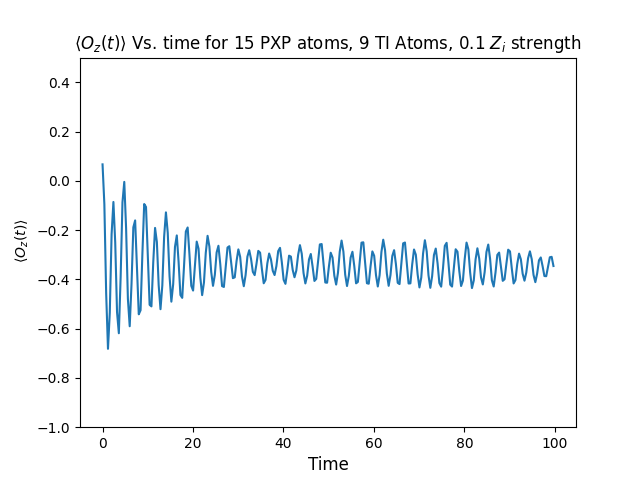 ⟨O_z(t)⟩ Vs. time for 15 PXP atoms, 9 TI Atoms, 0.1 Z_i strength
0.4
0.2
0.0
−0.2
−0.4
−0.6
−0.8
−1.0
⟨O_z(t)⟩
0 20 40 60 80 100
Time